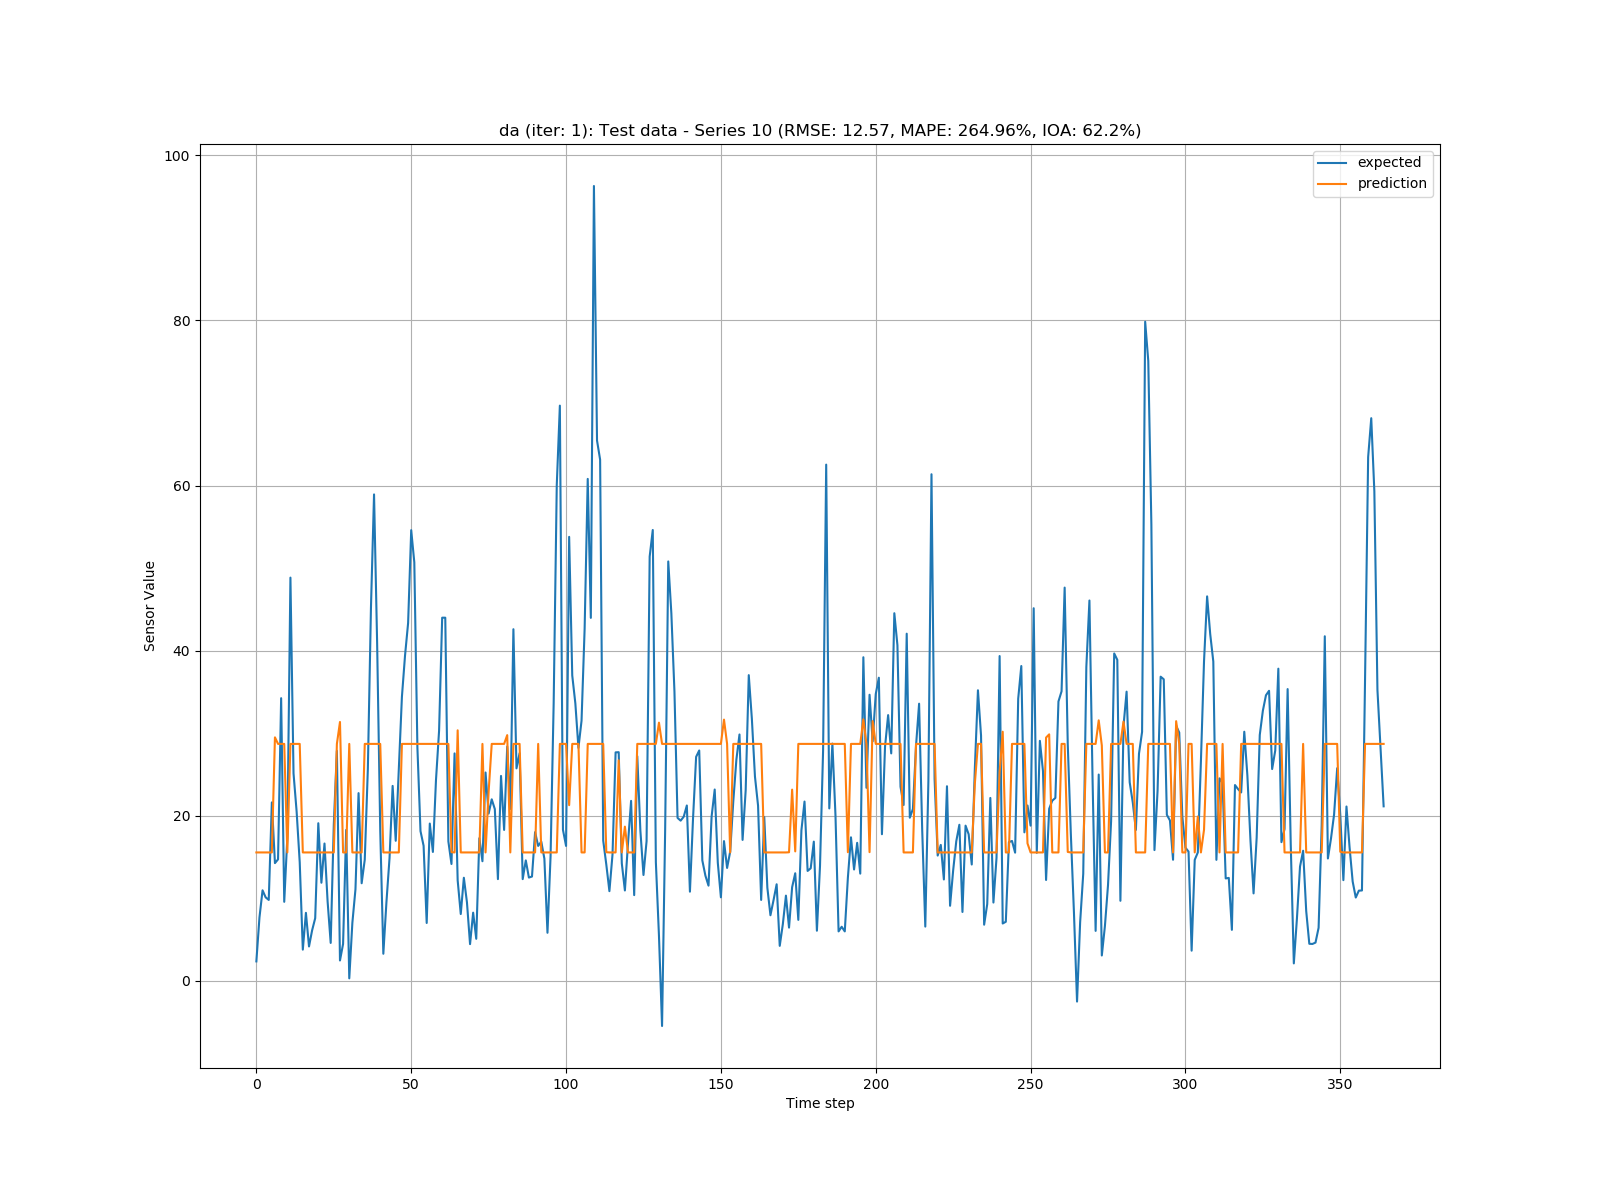 da (iter: 1): Test data - Series 10 (RMSE: 12.57, MAPE: 264.96%, IOA: 62.2%)
100
80
60
40
20
0
Sensor Value
expected
prediction
0 50 100 150 200 250 300 350
Time step